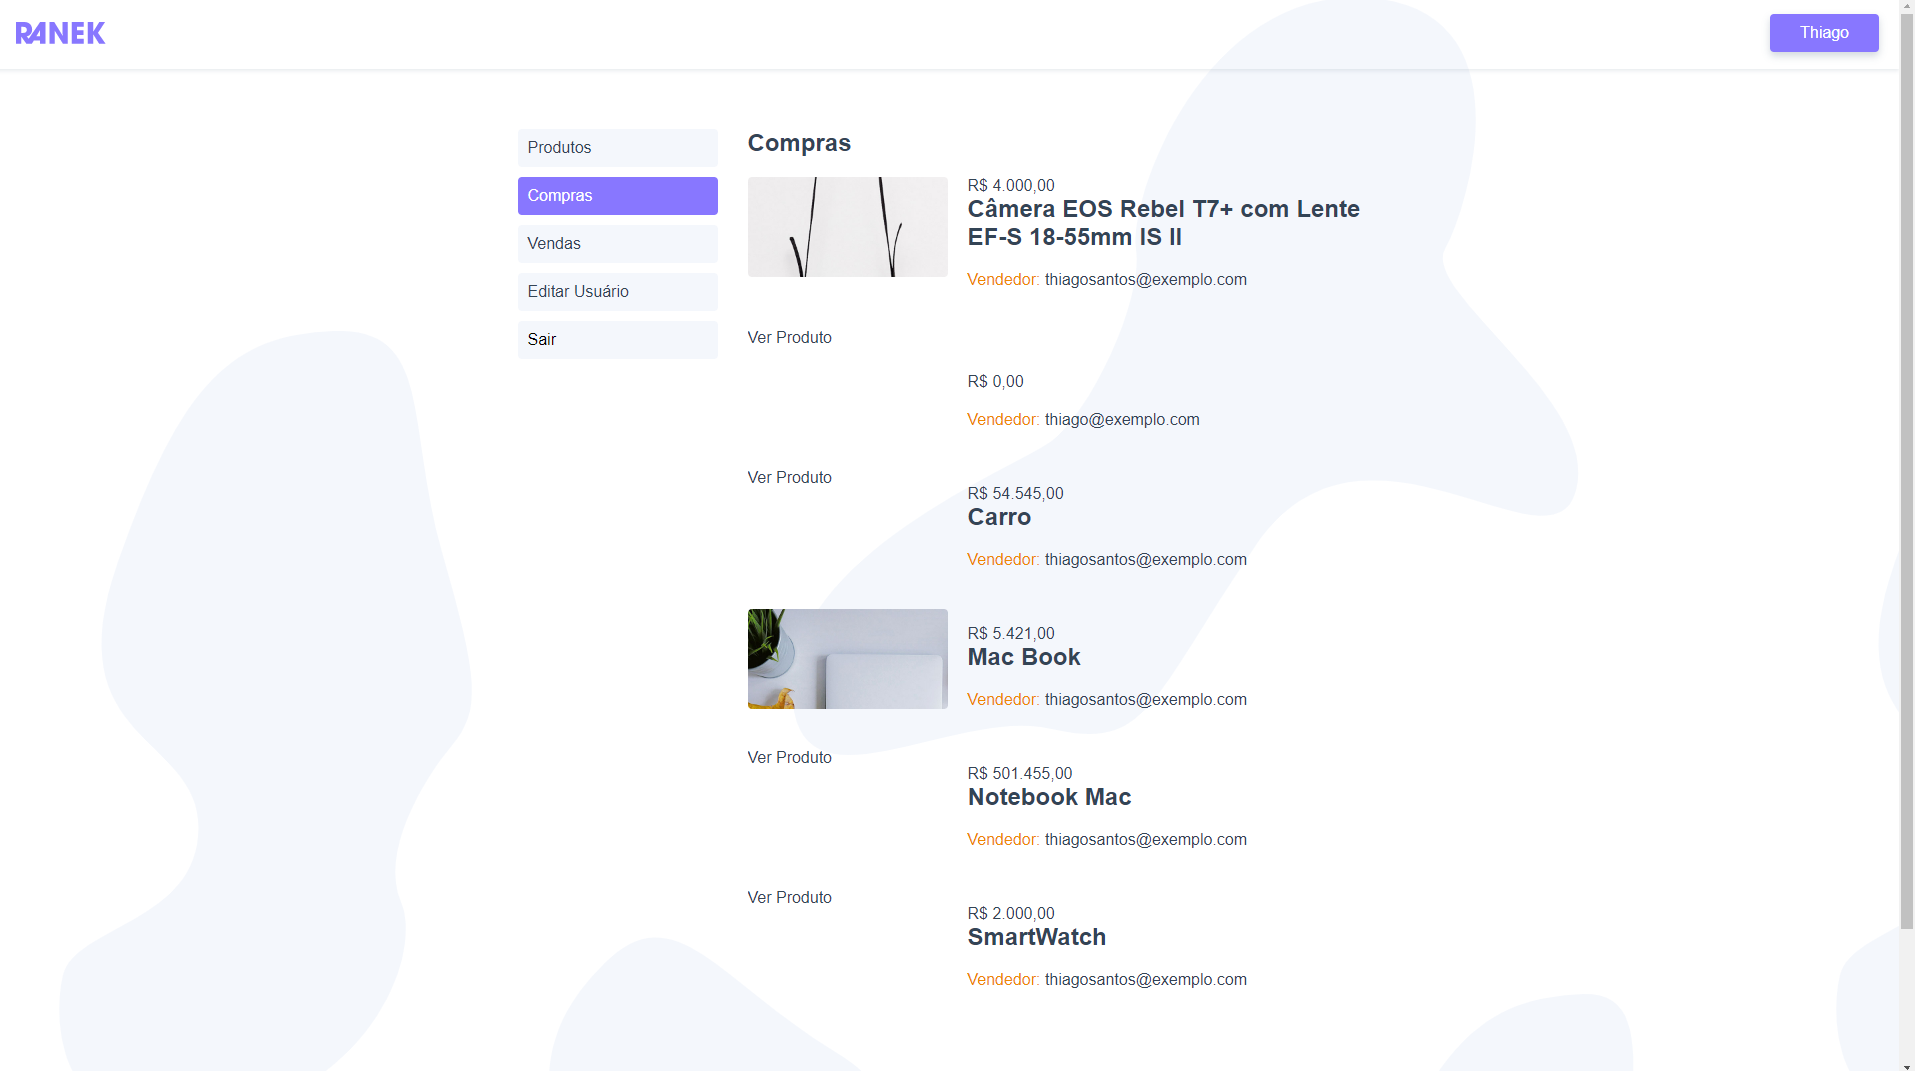 RANEK
Thiago
Produtos
Compras
Vendas
Editar Usuário
Sair
Compras
R$ 4.000,00
Câmera EOS Rebel T7+ com Lente
EF-S 18-55mm IS II
Vendedor: thiagosantos@exemplo.com
Ver Produto
R$ 0,00
Vendedor: thiago@exemplo.com
Ver Produto
R$ 54.545,00
Carro
Vendedor: thiagosantos@exemplo.com
R$ 5.421,00
Mac Book
Vendedor: thiagosantos@exemplo.com
Ver Produto
R$ 501.455,00
Notebook Mac
Vendedor: thiagosantos@exemplo.com
Ver Produto
R$ 2.000,00
SmartWatch
Vendedor: thiagosantos@exemplo.com